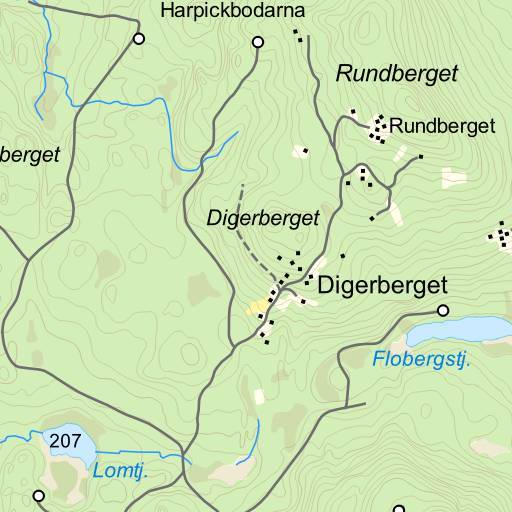 Harpickbodarna
Rundberget
Rundberget
berget
Digerberget
Digerberget
Flobergstj.
207
Lomtj.